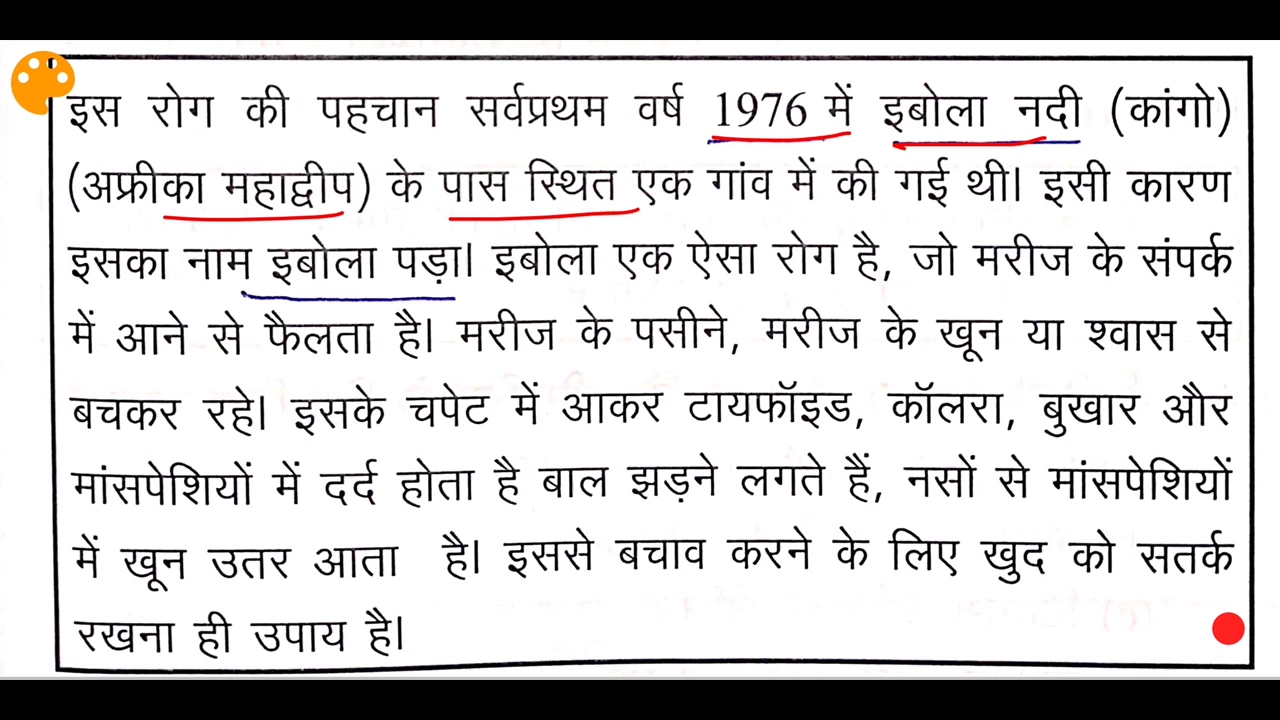 इस रोग की पहचान सर्वप्रथम वर्ष 1976 में इबोला नदी (कांगो)
(अफ्रीका महाद्वीप) के पास स्थित एक गांव में की गई थी। इसी कारण
इसका नाम इबोला पड़ा। इबोला एक ऐसा रोग है, जो मरीज के संपर्क
में आने से फैलता है। मरीज के पसीने, मरीज के खून या श्वास से
बचकर रहे। इसके चपेट में आकर टायफॉइड, कॉलरा, बुखार और
मांसपेशियों में दर्द होता है बाल झड़ने लगते हैं, नसों से मांसपेशियों
में खून उतर आता है। इससे बचाव करने के लिए खुद को सतर्क
रखना ही उपाय है।